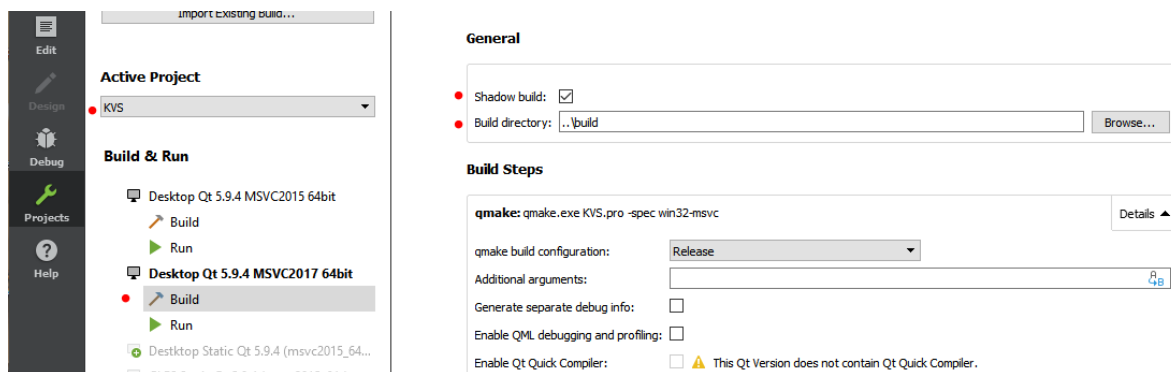 Import Existing Build...
Edit
Design
Debug
Projects
Help
Active Project
KVS
Build & Run
Desktop Qt 5.9.4 MSVC2015 64bit
Build
Run
Desktop Qt 5.9.4 MSVC2017 64bit
Build
Run
Destktop Static Qt 5.9.4 (msvc2015_64...
General
Shadow build:
Build directory: ..\build
Browse...
Build Steps
qmake: qmake.exe KVS.pro -spec win32-msvc
Details
qmake build configuration: Release
Additional arguments:
Generate separate debug info:
Enable QML debugging and profiling:
Enable Qt Quick Compiler: This Qt Version does not contain Qt Quick Compiler.